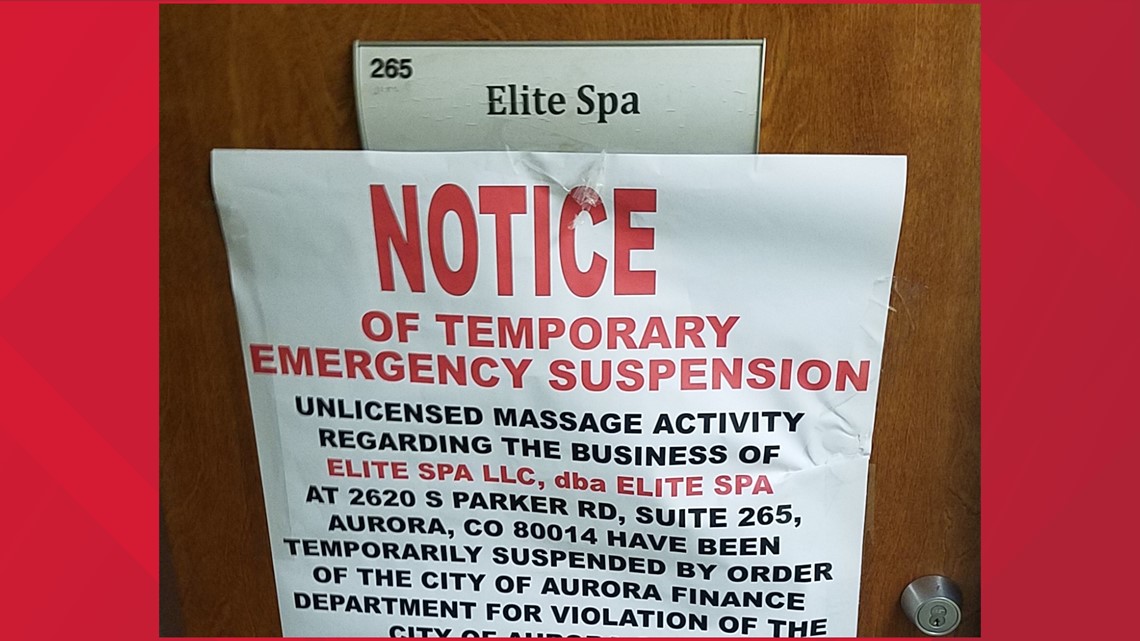 265
Elite Spa
NOTICE
OF TEMPORARY
EMERGENCY SUSPENSION
UNLICENSED MASSAGE ACTIVITY
REGARDING THE BUSINESS OF
ELITE SPA LLC, dba ELITE SPA
AT 2620 S PARKER RD, SUITE 265,
AURORA, CO 80014 HAVE BEEN
TEMPORARILY SUSPENDED BY ORDER
OF THE CITY OF AURORA FINANCE
DEPARTMENT FOR VIOLATION OF THE
CITY OF